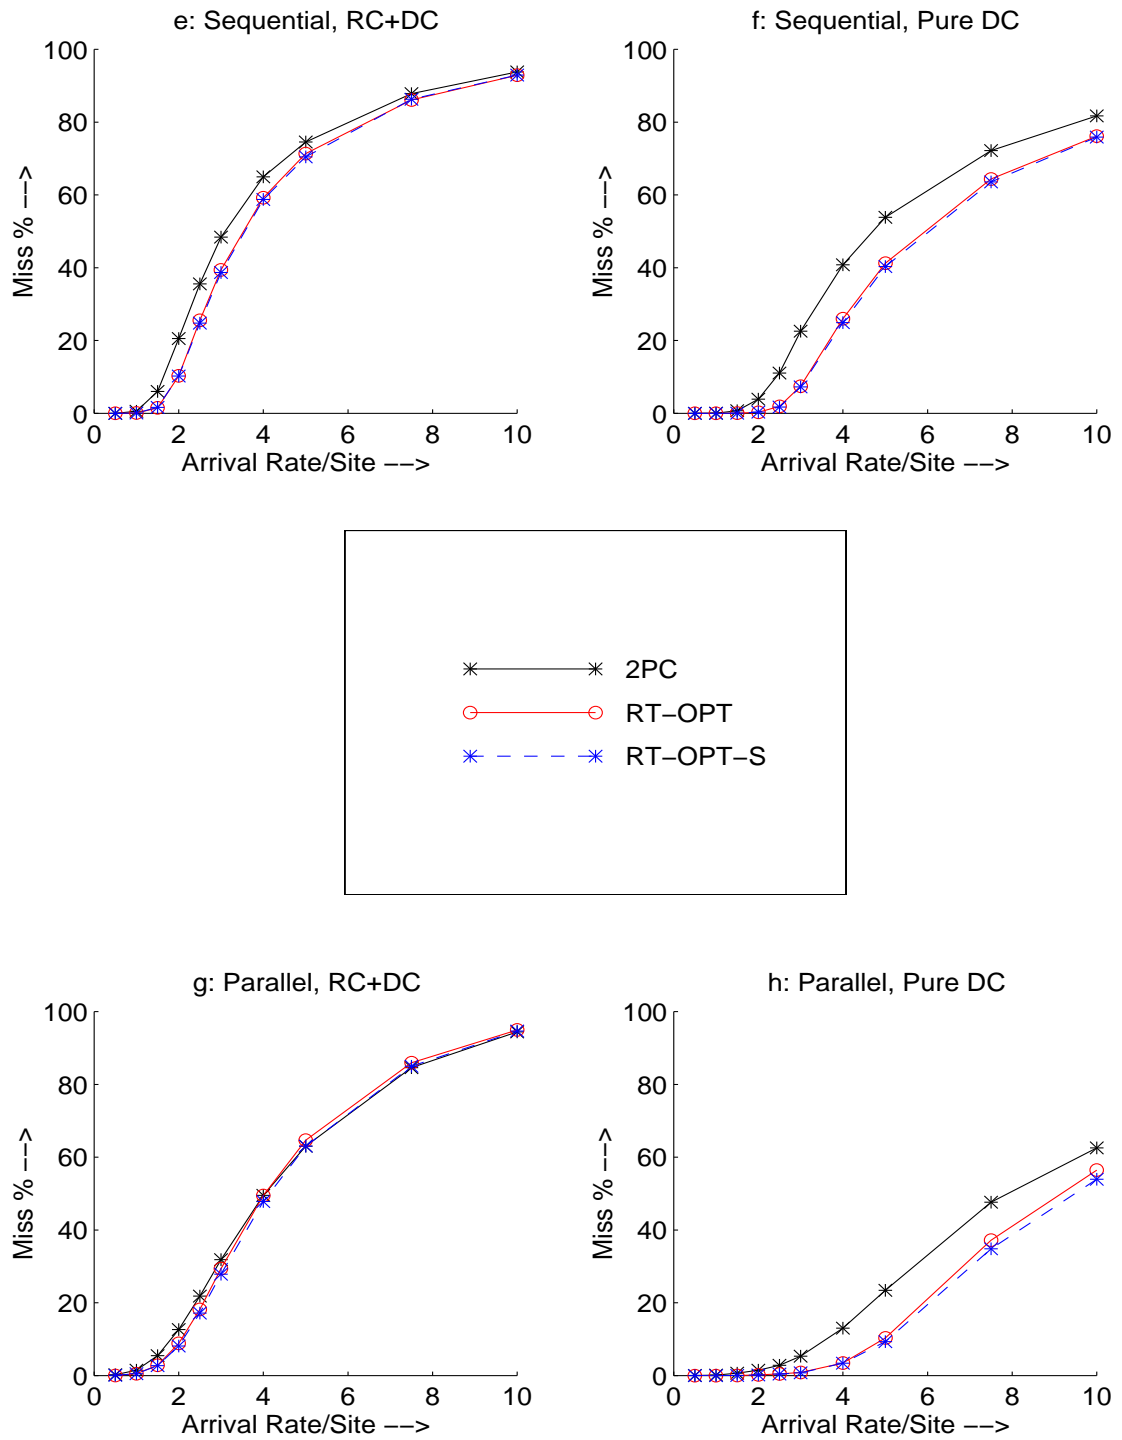 e: Sequential, RC+DC
100
80
60
40
20
0
Miss % −−>
0 2 4 6 8 10
Arrival Rate/Site −−>
f: Sequential, Pure DC
100
80
60
40
20
0
Miss % −−>
0 2 4 6 8 10
Arrival Rate/Site −−>
2PC
RT−OPT
RT−OPT−S
g: Parallel, RC+DC
100
80
60
40
20
0
Miss % −−>
0 2 4 6 8 10
Arrival Rate/Site −−>
h: Parallel, Pure DC
100
80
60
40
20
0
Miss % −−>
0 2 4 6 8 10
Arrival Rate/Site −−>